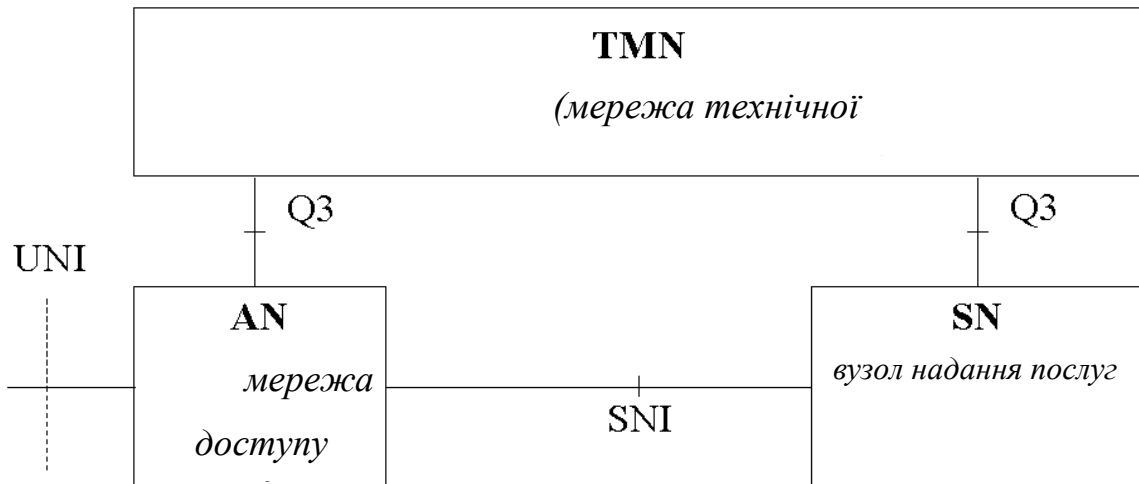 TMN
(мережа технічної
Q3
Q3
UNI
AN
мережа
доступу
SN
вузол надання послуг
SNI